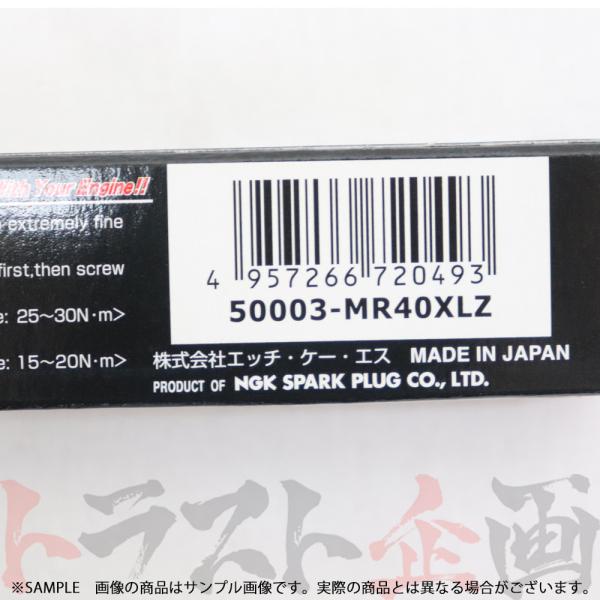 With Your Engine!!
extremely fine
first,then screw
e: 25〜30N·m>
e: 15〜20N·m>
4 957266 720493
50003-MR40XLZ
株式会社エッチ・ケー・エス MADE IN JAPAN
PRODUCT OF NGK SPARK PLUG CO., LTD.
トラスト企画
※SAMPLE 画像の商品はサンプル画像です。実際の商品とは異なる場合がございます。